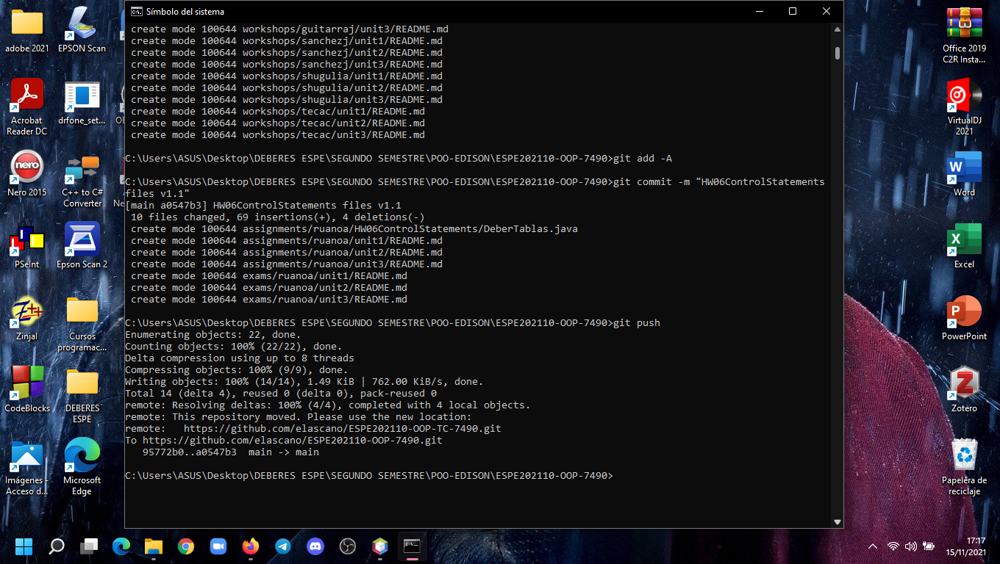 Símbolo del sistema
create mode 100644 workshops/guitarraj/unit3/README.md
create mode 100644 workshops/sanchezj/unit1/README.md
create mode 100644 workshops/sanchezj/unit2/README.md
create mode 100644 workshops/sanchezj/unit3/README.md
create mode 100644 workshops/shugulia/unit1/README.md
create mode 100644 workshops/shugulia/unit2/README.md
create mode 100644 workshops/shugulia/unit3/README.md
create mode 100644 workshops/tecac/unit1/README.md
create mode 100644 workshops/tecac/unit2/README.md
create mode 100644 workshops/tecac/unit3/README.md
C:\Users\ASUS\Desktop\DEBERES ESPE\SEGUNDO SEMESTRE\POO-EDISON\ESPE202110-OOP-7490>git add -A
C:\Users\ASUS\Desktop\DEBERES ESPE\SEGUNDO SEMESTRE\POO-EDISON\ESPE202110-OOP-7490>git commit -m "HW06ControlStatements
files v1.1"
[main a0547b3] HW06ControlStatements files v1.1
10 files changed, 69 insertions(+), 4 deletions(-)
create mode 100644 assignments/ruanoa/HW06ControlStatements/DeberTablas.java
create mode 100644 assignments/ruanoa/unit1/README.md
create mode 100644 assignments/ruanoa/unit2/README.md
create mode 100644 assignments/ruanoa/unit3/README.md
create mode 100644 exams/ruanoa/unit1/README.md
create mode 100644 exams/ruanoa/unit2/README.md
create mode 100644 exams/ruanoa/unit3/README.md
C:\Users\ASUS\Desktop\DEBERES ESPE\SEGUNDO SEMESTRE\POO-EDISON\ESPE202110-OOP-7490>git push
Enumerating objects: 22, done.
Counting objects: 100% (22/22), done.
Delta compression using up to 8 threads
Compressing objects: 100% (9/9), done.
Writing objects: 100% (14/14), 1.49 KiB | 762.00 KiB/s, done.
Total 14 (delta 4), reused 0 (delta 0), pack-reused 0
remote: Resolving deltas: 100% (4/4), completed with 4 local objects.
remote: This repository moved. Please use the new location:
remote:   https://github.com/elascano/ESPE202110-OOP-TC-7490.git
To https://github.com/elascano/ESPE202110-OOP-7490.git
95772b0..a0547b3  main -> main
C:\Users\ASUS\Desktop\DEBERES ESPE\SEGUNDO SEMESTRE\POO-EDISON\ESPE202110-OOP-7490>
adobe 2021
EPSON Scan
Acrobat
Reader DC
drfone_set...
nero
Nero 2015
C++ to C#
Converter
PSeInt
Epson Scan 2
Zinjal
Cursos
programac...
CodeBlocks
DEBERES
ESPE
Imágenes -
Acceso d...
Microsoft
Edge
Office 2019
C2R Insta...
VirtualDJ
2021
Word
Excel
PowerPoint
Zotero
Papelera de
reciclaje
17:17
15/11/2021